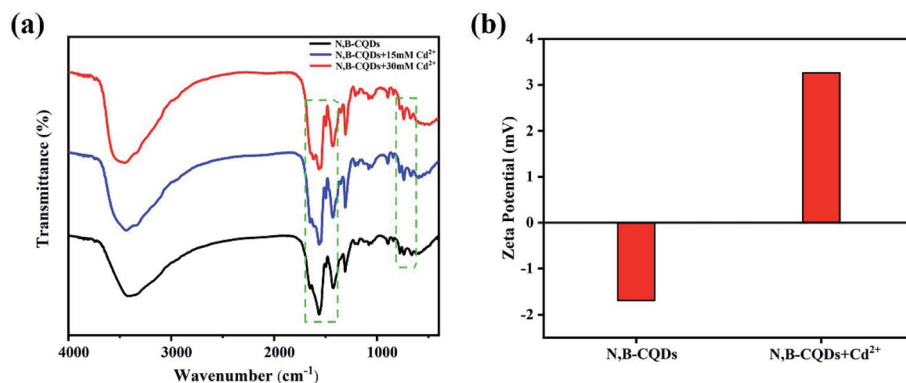 (a)
N,B-CQDs
N,B-CQDs+15mM Cd²⁺
N,B-CQDs+30mM Cd²⁺
Transmittance (%)
4000 3000 2000 1000
Wavenumber (cm⁻¹)
(b)
Zeta Potential (mV)
4
3
2
1
0
-1
-2
N,B-CQDs N,B-CQDs+Cd²⁺